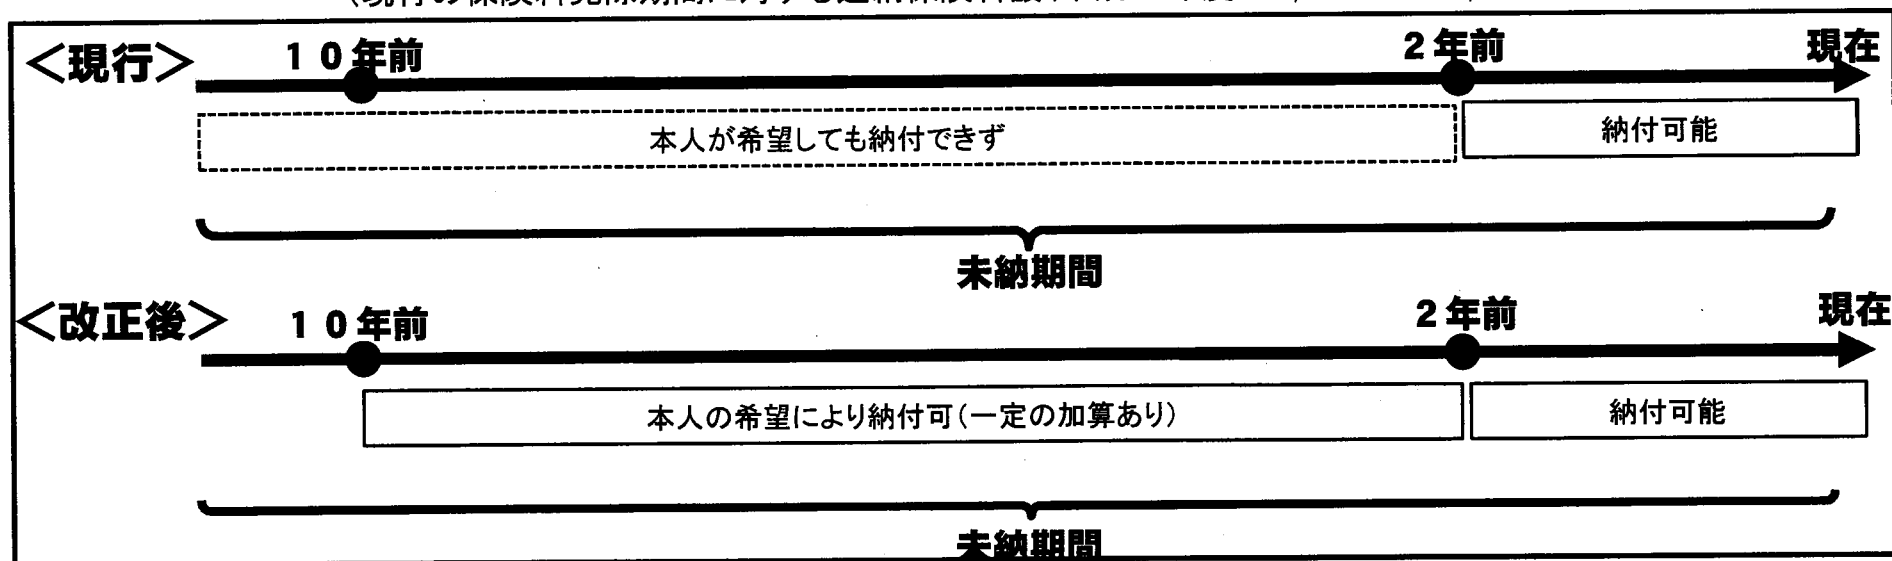 <現行>
10年前
2年前
現在
本人が希望しても納付できず
納付可能
未納期間
<改正後>
10年前
2年前
現在
本人の希望により納付可(一定の加算あり)
納付可能
未納期間